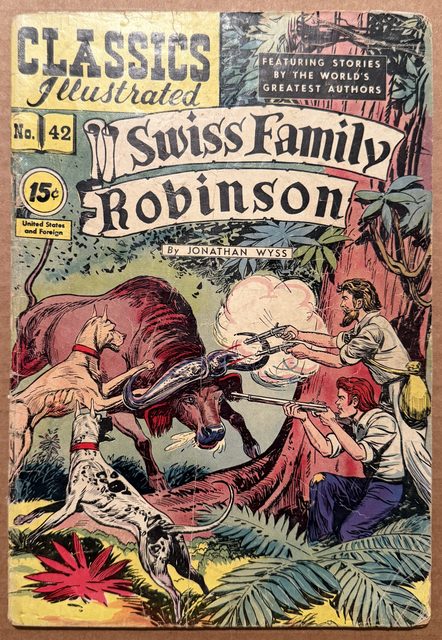 CLASSICS
Illustrated
FEATURING STORIES
BY THE WORLD'S
GREATEST AUTHORS
No. 42
15¢
United States
and Foreign
Swiss Family
Robinson
By JONATHAN WYSS